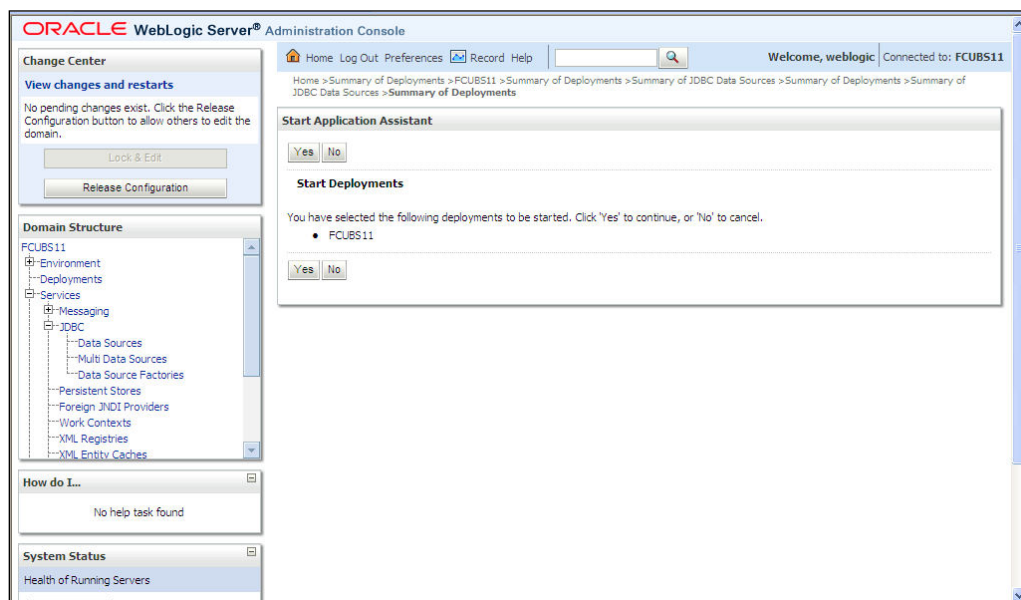 ORACLE WebLogic Server® Administration Console
Change Center
View changes and restarts
No pending changes exist. Click the Release
Configuration button to allow others to edit the
domain.
Lock & Edit
Release Configuration
Domain Structure
FCUBS11
Environment
Deployments
Services
Messaging
JDBC
Data Sources
Multi Data Sources
Data Source Factories
Persistent Stores
Foreign JNDI Providers
Work Contexts
XML Registries
XML Entity Caches
How do I...
No help task found
System Status
Health of Running Servers
Home Log Out Preferences Record Help
Welcome, weblogic Connected to: FCUBS11
Home >Summary of Deployments >FCUBS11 >Summary of Deployments >Summary of JDBC Data Sources >Summary of Deployments >Summary of
JDBC Data Sources >Summary of Deployments
Start Application Assistant
Yes No
Start Deployments
You have selected the following deployments to be started. Click 'Yes' to continue, or 'No' to cancel.
• FCUBS11
Yes No